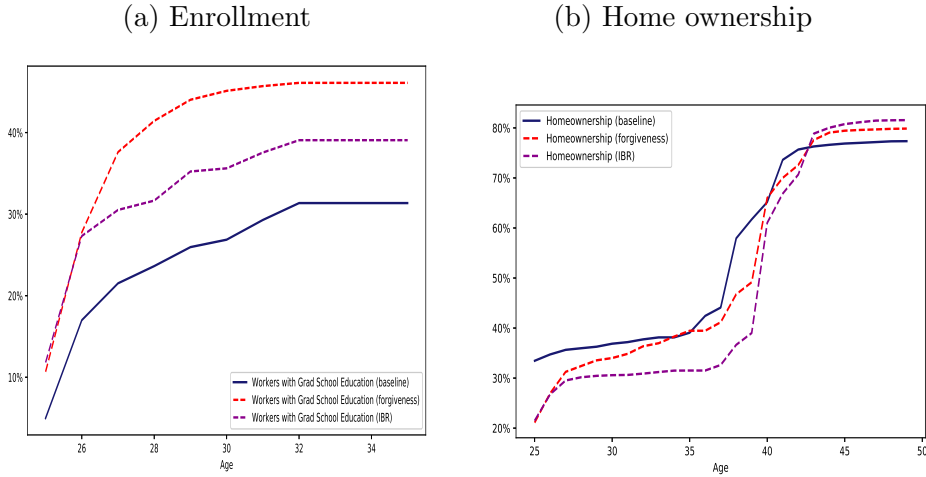 (a) Enrollment
40%
30%
20%
10%
26
28
30
32
34
Age
Workers with Grad School Education (baseline)
Workers with Grad School Education (forgiveness)
Workers with Grad School Education (IBR)
(b) Home ownership
80%
70%
60%
50%
40%
30%
20%
25
30
35
40
45
50
Age
Homeownership (baseline)
Homeownership (forgiveness)
Homeownership (IBR)